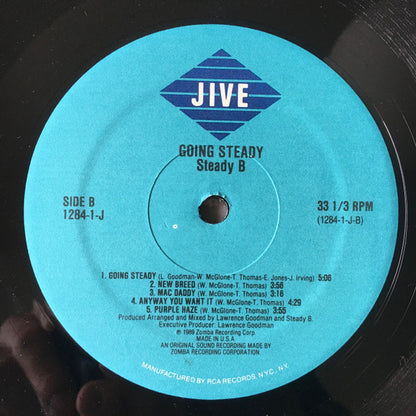 JIVE
GOING STEADY
Steady B
SIDE B
1284-1-J
33 1/3 RPM
(1284-1-J-B)
1. GOING STEADY (L. Goodman-W. McGlone-T. Thomas-E. Jones-J. Irving) 5:06
2. NEW BREED (W. McGlone-T. Thomas) 3:56
3. MAC DADDY (W. McGlone-T. Thomas) 3:18
4. ANYWAY YOU WANT IT (W. McGlone-T. Thomas) 4:29
5. PURPLE HAZE (W. McGlone-T. Thomas) 3:55
Produced Arranged and Mixed by Lawrence Goodman and Steady B.
Executive Producer: Lawrence Goodman
℗ 1989 Zomba Recording Corp.
MADE IN U.S.A
AN ORIGINAL SOUND RECORDING MADE BY
ZOMBA RECORDING CORPORATION
MANUFACTURED BY RCA RECORDS, N.Y.C., N.Y.